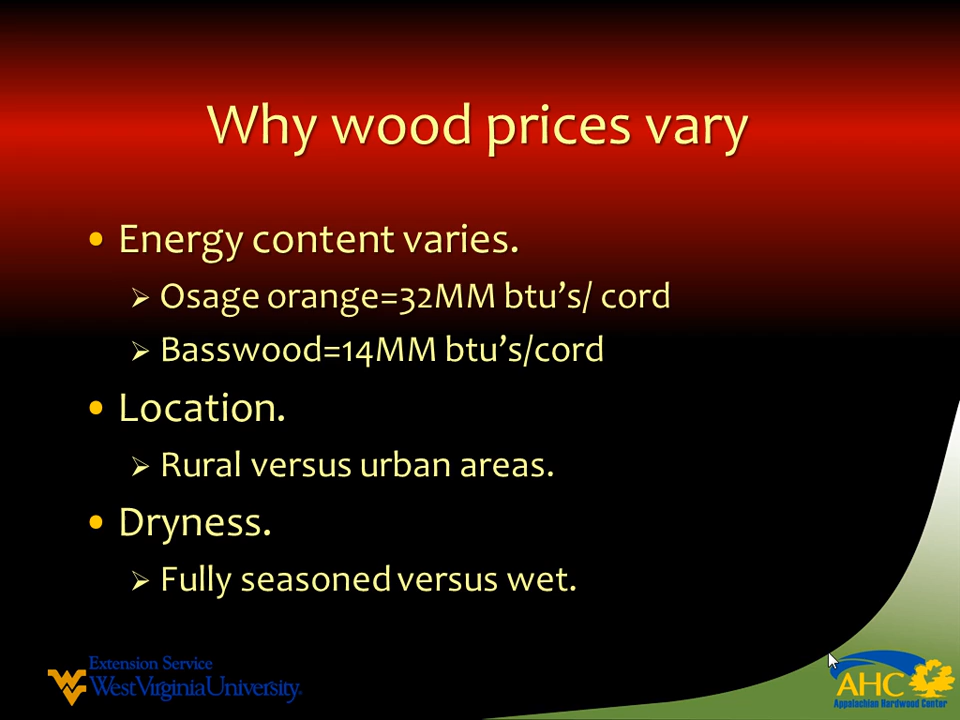 Why wood prices vary
• Energy content varies.
➢ Osage orange=32MM btu’s/ cord
➢ Basswood=14MM btu’s/cord
• Location.
➢ Rural versus urban areas.
• Dryness.
➢ Fully seasoned versus wet.
Extension Service
West Virginia University.
AHC
Appalachian Hardwood Center